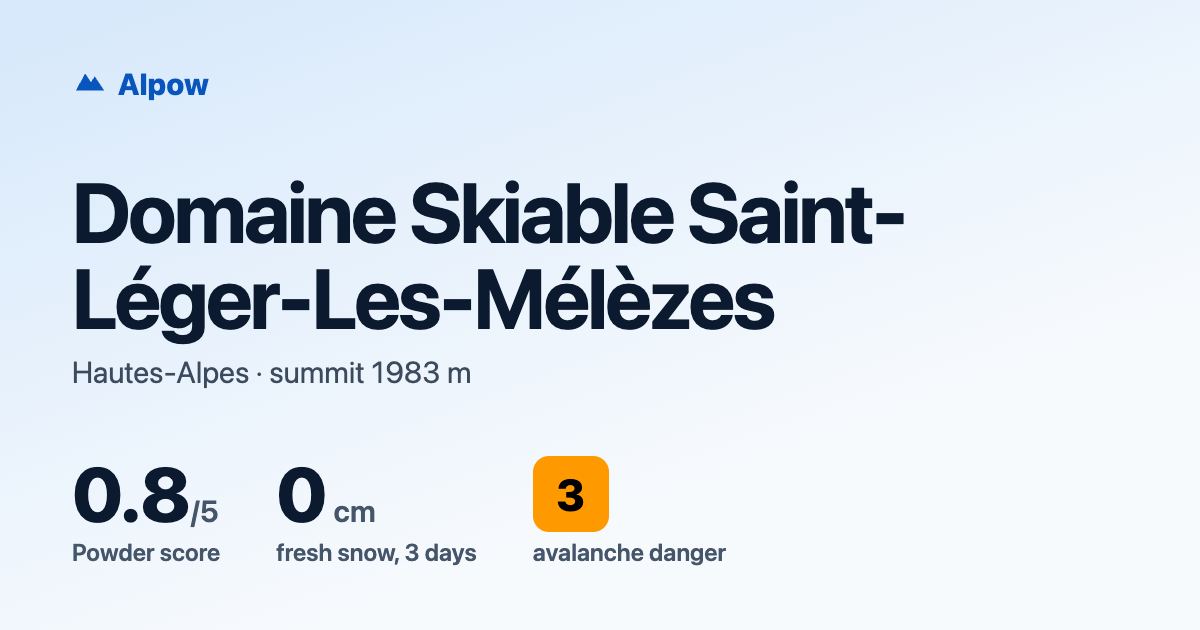 Alpow
Domaine Skiable Saint-
Léger-Les-Mélèzes
Hautes-Alpes · summit 1983 m
0.8/5
0 cm
3
Powder score
fresh snow, 3 days
avalanche danger